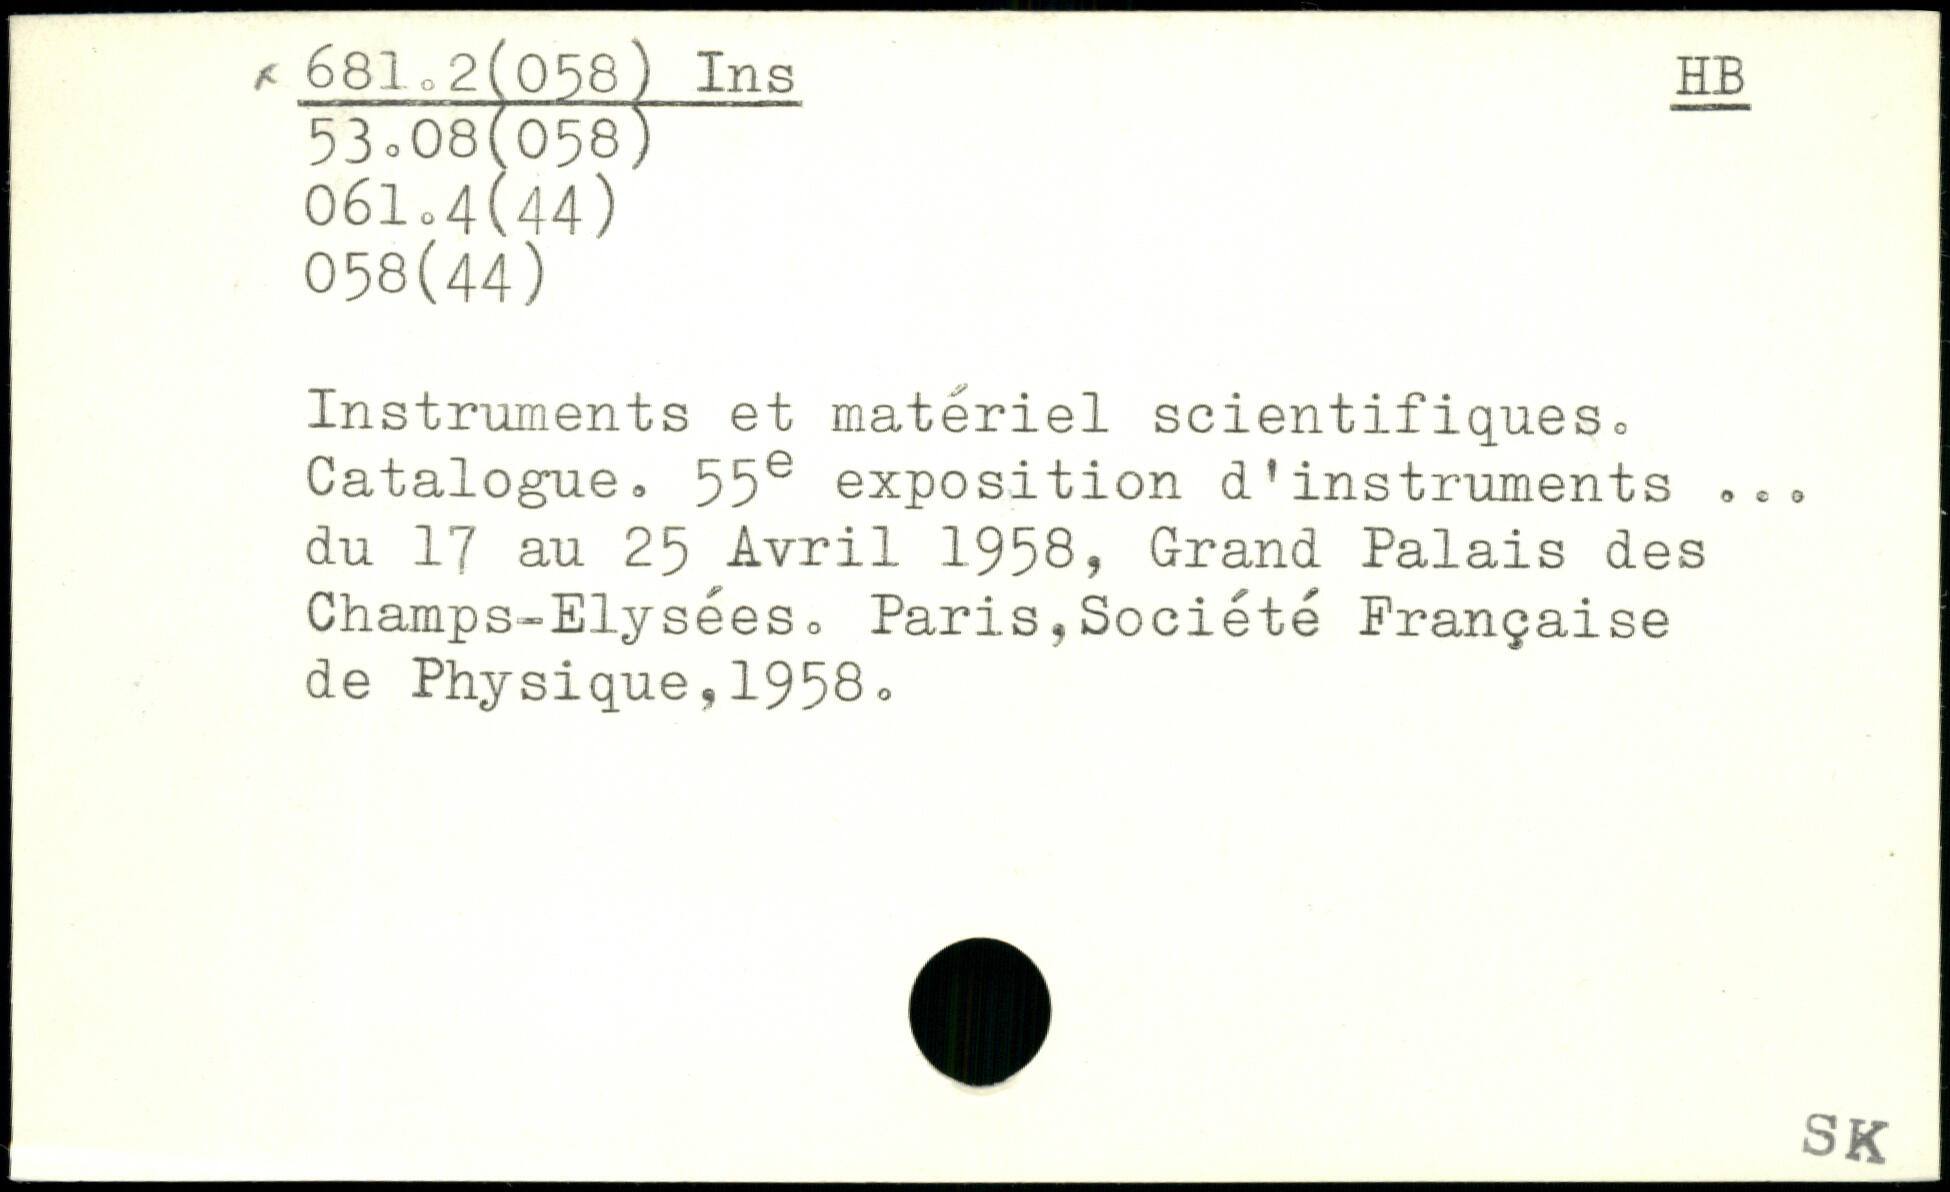 681.2(058) Ins HB
53.08(058)
061.4(44)
058(44)
Instruments et matériel scientifiques.
Catalogue. 55e exposition d'instruments ...
du 17 au 25 Avril 1958, Grand Palais des
Champs-Elysées. Paris,Société Française
de Physique,1958.
SK